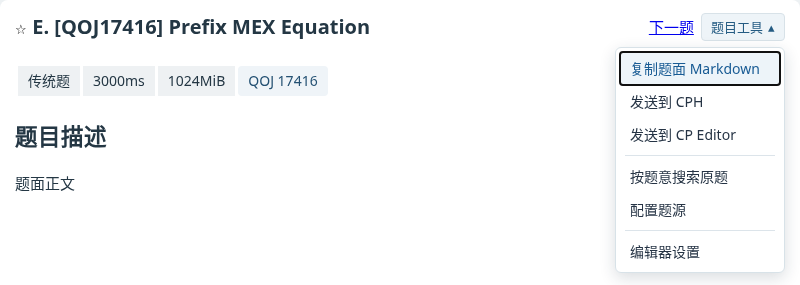 ☆ E. [QOJ17416] Prefix MEX Equation
下一题 题目工具 ▲
传统题 3000ms 1024MiB QOJ 17416
题目描述
题面正文
复制题面 Markdown
发送到 CPH
发送到 CP Editor
按题意搜索原题
配置题源
编辑器设置